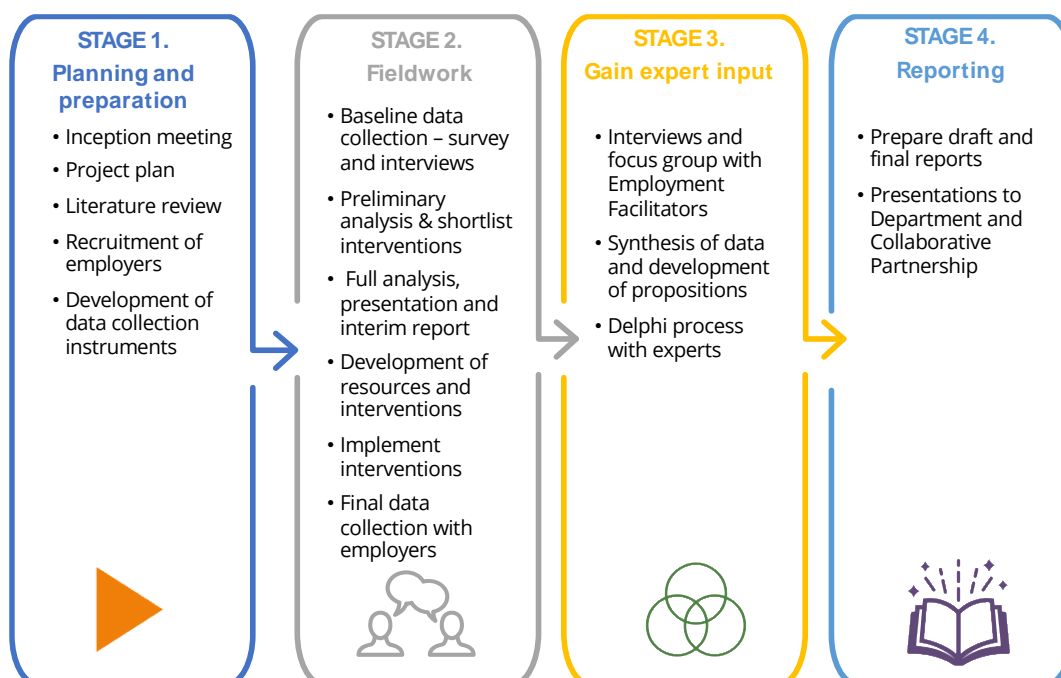 STAGE 1.
Planning and
preparation
• Inception meeting
• Project plan
• Literature review
• Recruitment of
employers
• Development of
data collection
instruments
STAGE 2.
Fieldwork
• Baseline data
collection – survey
and interviews
• Preliminary
analysis & shortlist
interventions
• Full analysis,
presentation and
interim report
• Development of
resources and
interventions
• Implement
interventions
• Final data
collection with
employers
STAGE 3.
Gain expert input
• Interviews and
focus group with
Employment
Facilitators
• Synthesis of data
and development
of propositions
• Delphi process
with experts
STAGE 4.
Reporting
• Prepare draft and
final reports
• Presentations to
Department and
Collaborative
Partnership